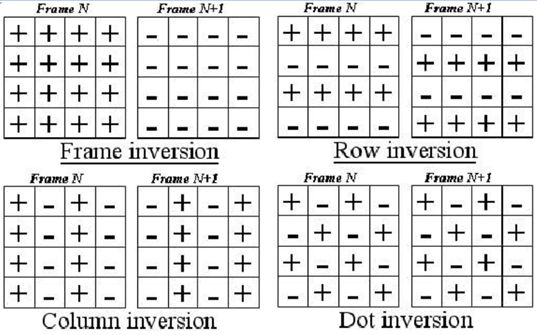 Frame N Frame N+1
+ + + + - - - -
+ + + + - - - -
+ + + + - - - -
+ + + + - - - -
Frame inversion
Frame N Frame N+1
+ + + + - - - -
- - - - + + + +
+ + + + - - - -
- - - - + + + +
Row inversion
Frame N Frame N+1
+ - + - - + - +
+ - + - - + - +
+ - + - - + - +
+ - + - - + - +
Column inversion
Frame N Frame N+1
+ - + - + - + -
- + - + - + - +
+ - + - + - + -
- + - + - + - +
Dot inversion